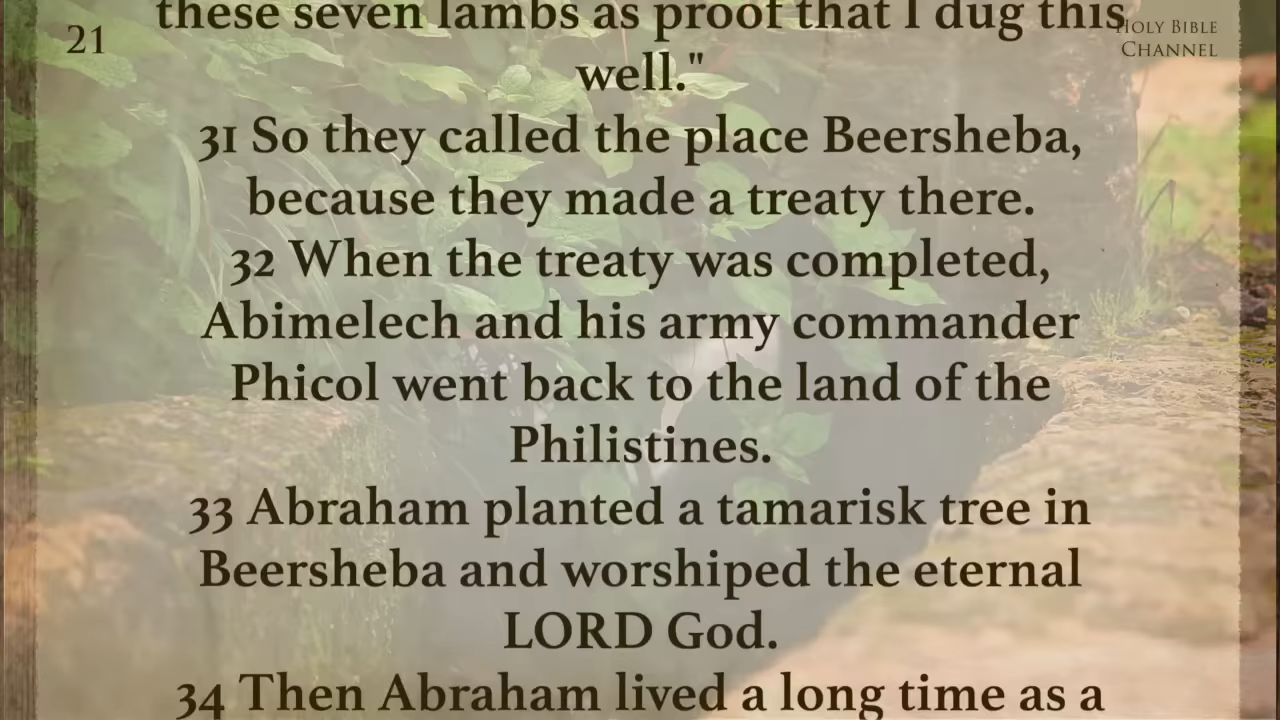 these seven lambs as proof that I dug this
21
HOLY BIBLE
CHANNEL
well."
31 So they called the place Beersheba,
because they made a treaty there.
32 When the treaty was completed,
Abimelech and his army commander
Phicol went back to the land of the
Philistines.
33 Abraham planted a tamarisk tree in
Beersheba and worshiped the eternal
LORD God.
34 Then Abraham lived a long time as a